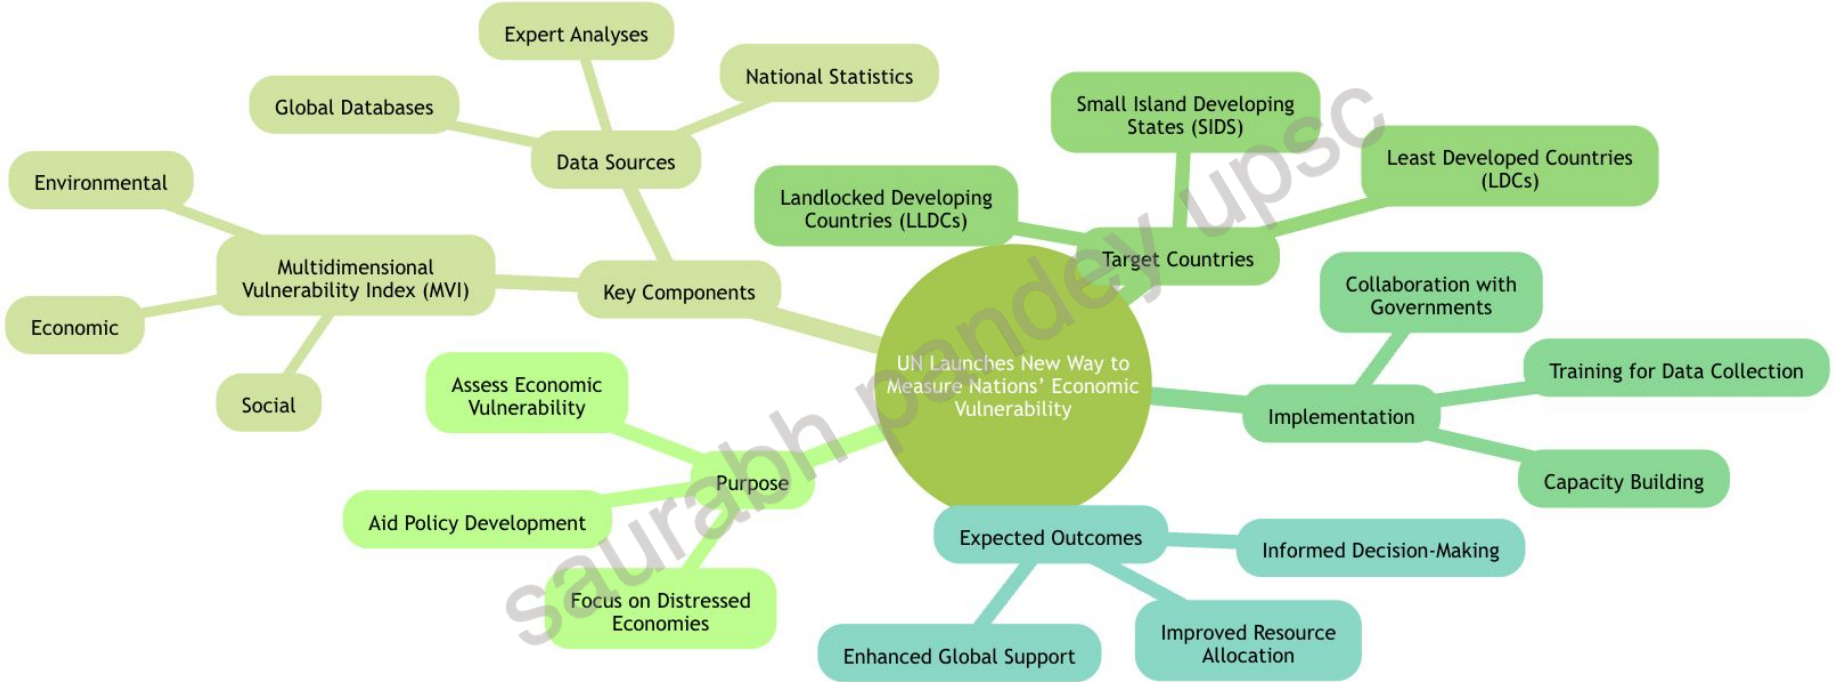 Expert Analyses
National Statistics
Global Databases
Data Sources
Environmental
Multidimensional
Vulnerability Index (MVI)
Key Components
Economic
Social
Small Island Developing
States (SIDS)
Least Developed Countries
(LDCs)
Landlocked Developing
Countries (LLDCs)
Target Countries
Collaboration with
Governments
Training for Data Collection
Implementation
Capacity Building
UN Launches New Way to
Measure Nations’ Economic
Vulnerability
Assess Economic
Vulnerability
Purpose
Aid Policy Development
Focus on Distressed
Economies
Expected Outcomes
Informed Decision-Making
Improved Resource
Allocation
Enhanced Global Support
saurabh pandey upsc